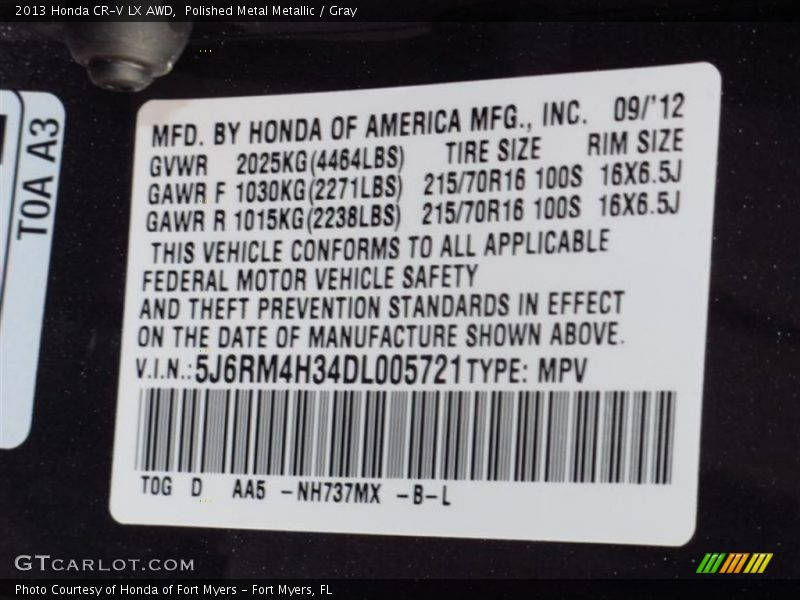 2013 Honda CR-V LX AWD,  Polished Metal Metallic / Gray
T0A A3
MFD. BY HONDA OF AMERICA MFG., INC. 09/'12
GVWR 2025KG(4464LBS) TIRE SIZE RIM SIZE
GAWR F 1030KG(2271LBS) 215/70R16 100S 16X6.5J
GAWR R 1015KG(2238LBS) 215/70R16 100S 16X6.5J
THIS VEHICLE CONFORMS TO ALL APPLICABLE
FEDERAL MOTOR VEHICLE SAFETY
AND THEFT PREVENTION STANDARDS IN EFFECT
ON THE DATE OF MANUFACTURE SHOWN ABOVE.
V.I.N.:5J6RM4H34DL005721 TYPE: MPV
T0G D AA5 -NH737MX -B-L
GTCARLOT.COM
Photo Courtesy of Honda of Fort Myers - Fort Myers, FL